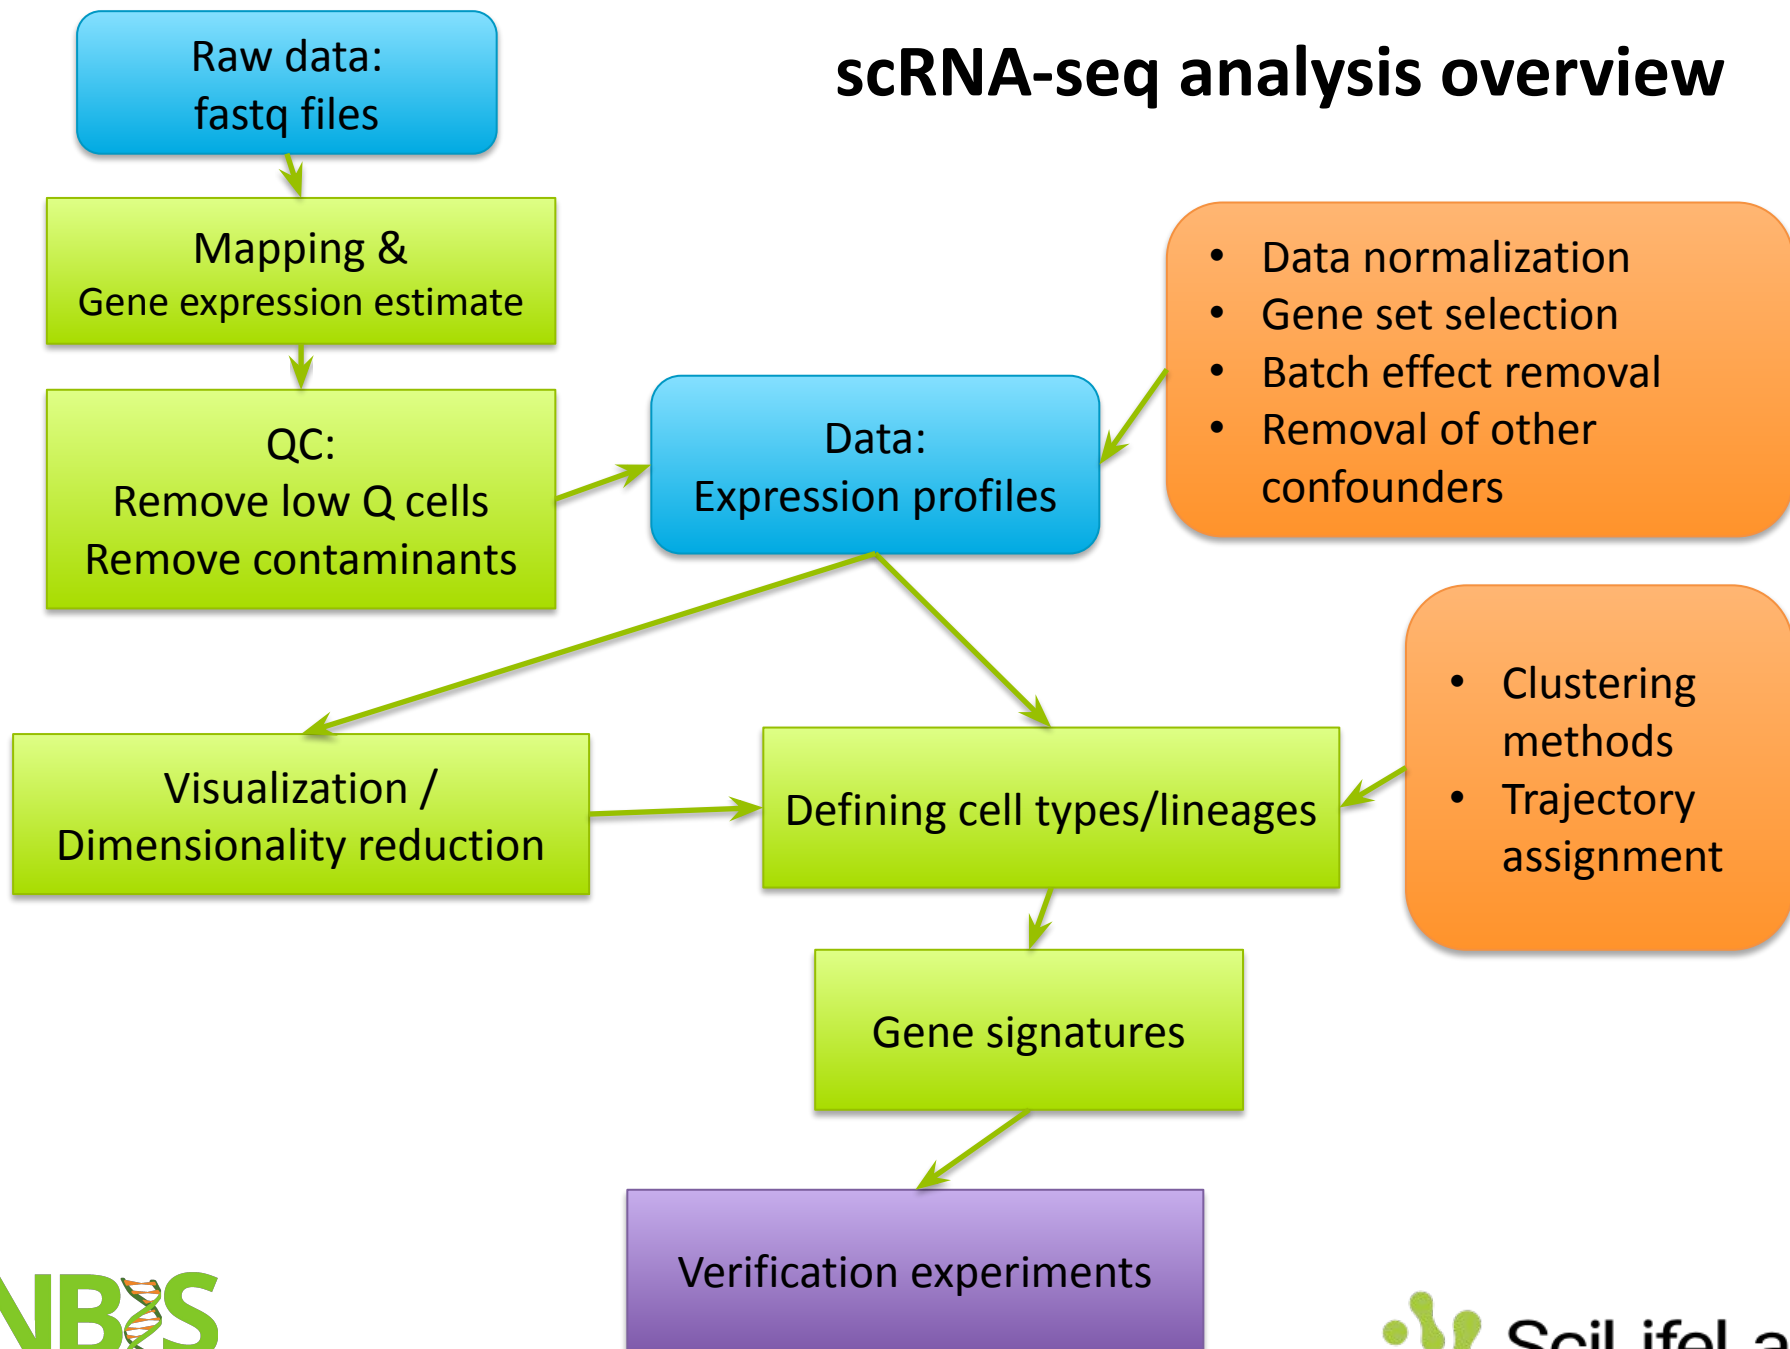 scRNA-seq analysis overview
Raw data:
fastq files
Mapping &
Gene expression estimate
QC:
Remove low Q cells
Remove contaminants
Data:
Expression profiles
• Data normalization
• Gene set selection
• Batch effect removal
• Removal of other
confounders
Visualization /
Dimensionality reduction
Defining cell types/lineages
• Clustering
methods
• Trajectory
assignment
Gene signatures
Verification experiments
NBIS
SciLifeLa